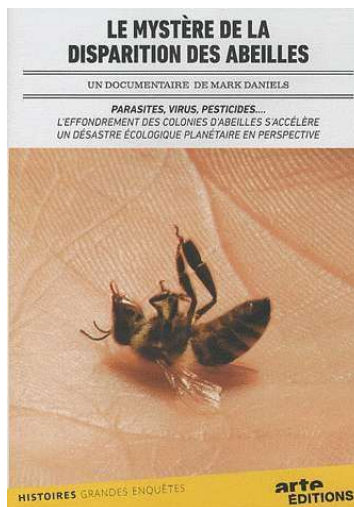 LE MYSTÈRE DE LA
DISPARITION DES ABEILLES
UN DOCUMENTAIRE DE MARK DANIELS
PARASITES, VIRUS, PESTICIDES....
L'EFFONDREMENT DES COLONIES D'ABEILLES S'ACCÉLÈRE
UN DÉSASTRE ÉCOLOGIQUE PLANÉTAIRE EN PERSPECTIVE
HISTOIRES GRANDES ENQUÊTES
arte
ÉDITIONS